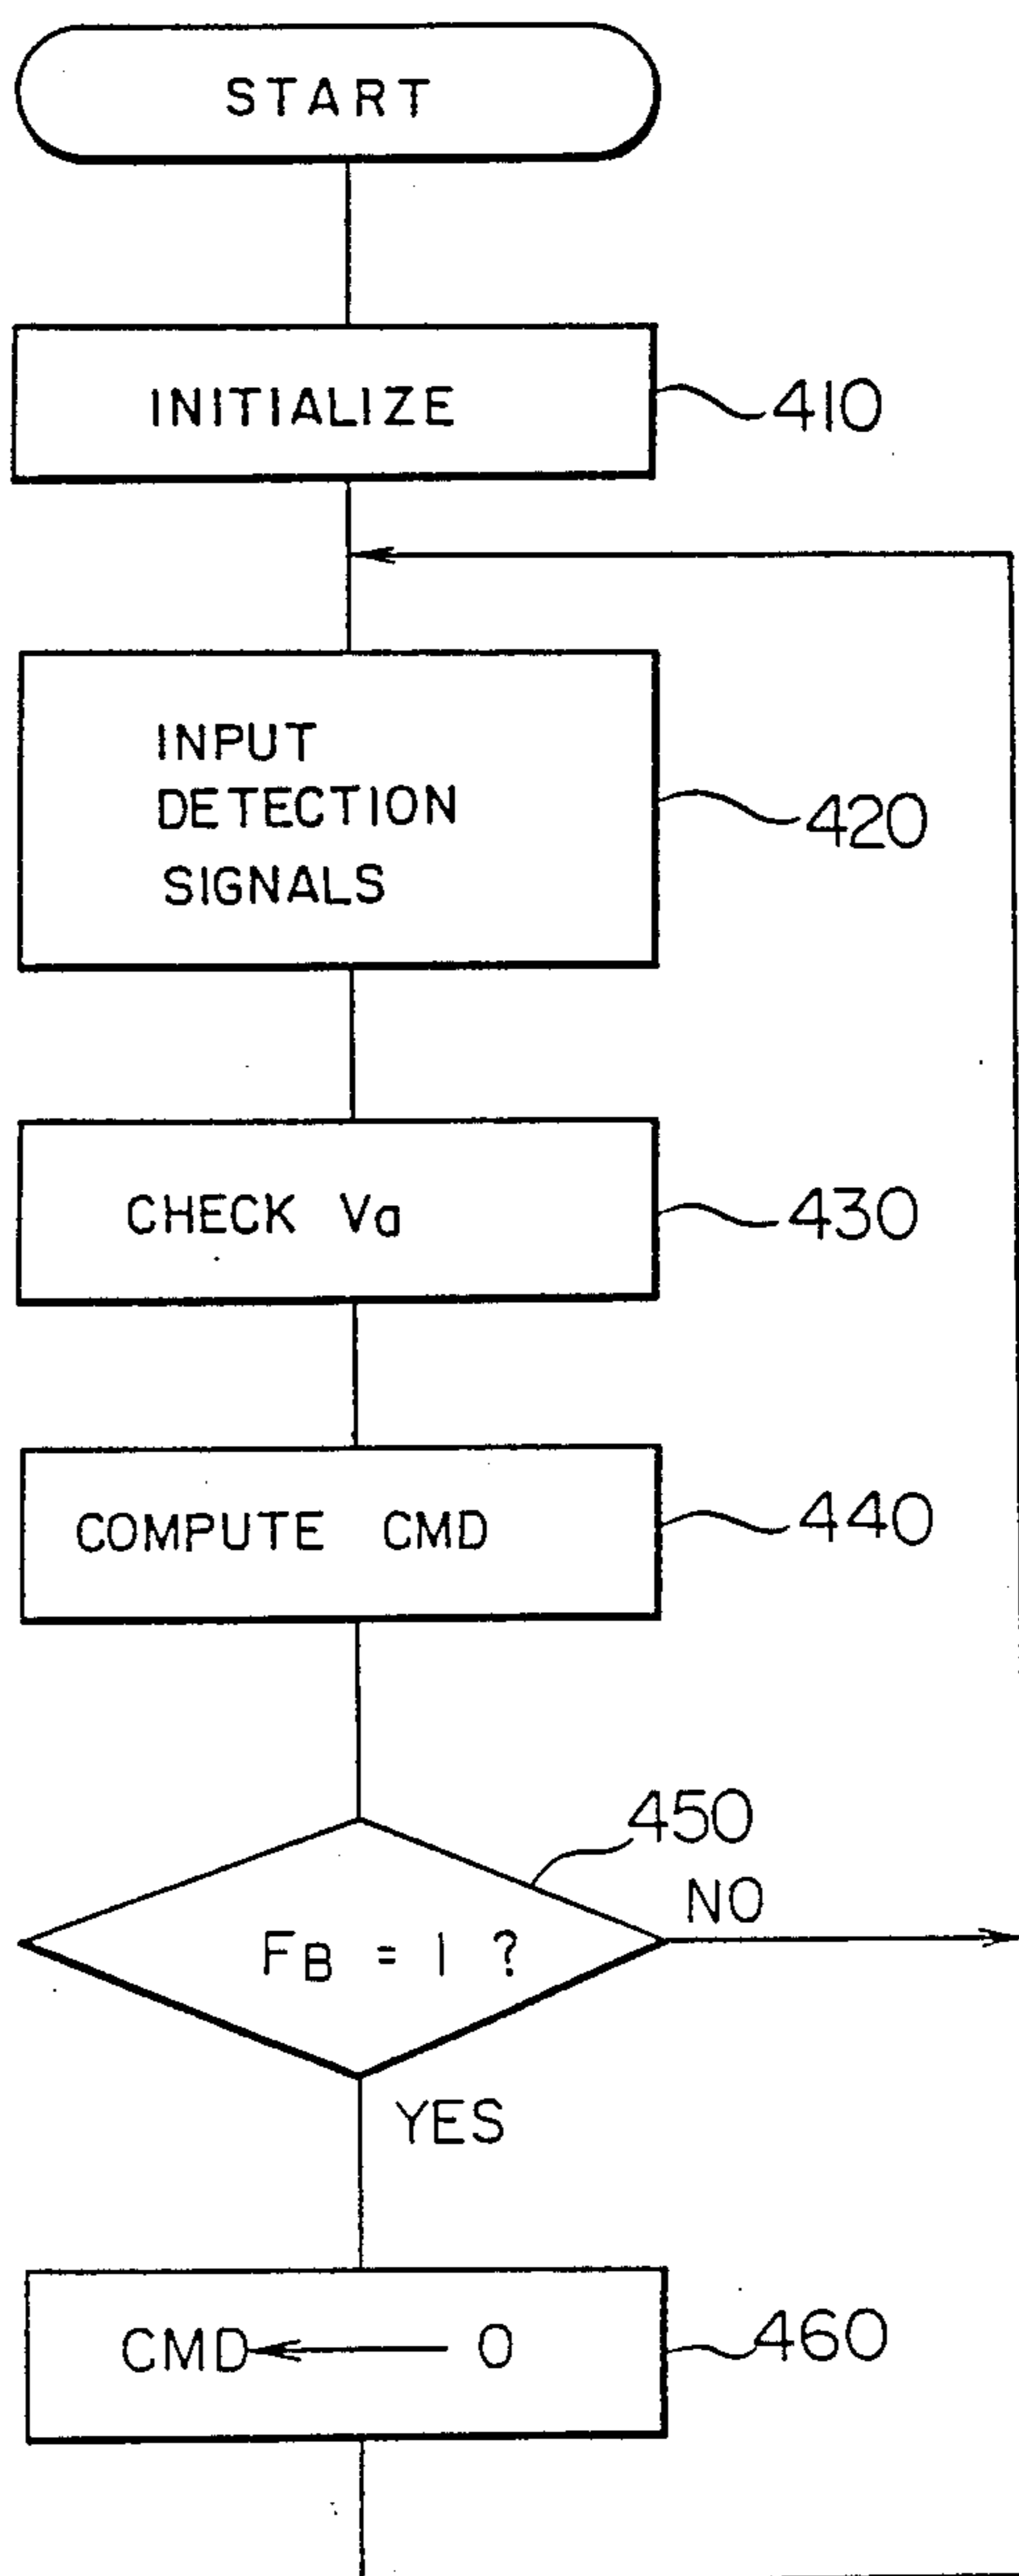 START
INITIALIZE
410
INPUT
DETECTION
SIGNALS
420
CHECK Va
430
COMPUTE CMD
440
450
FB = 1 ?
NO
YES
CMD ← 0
460